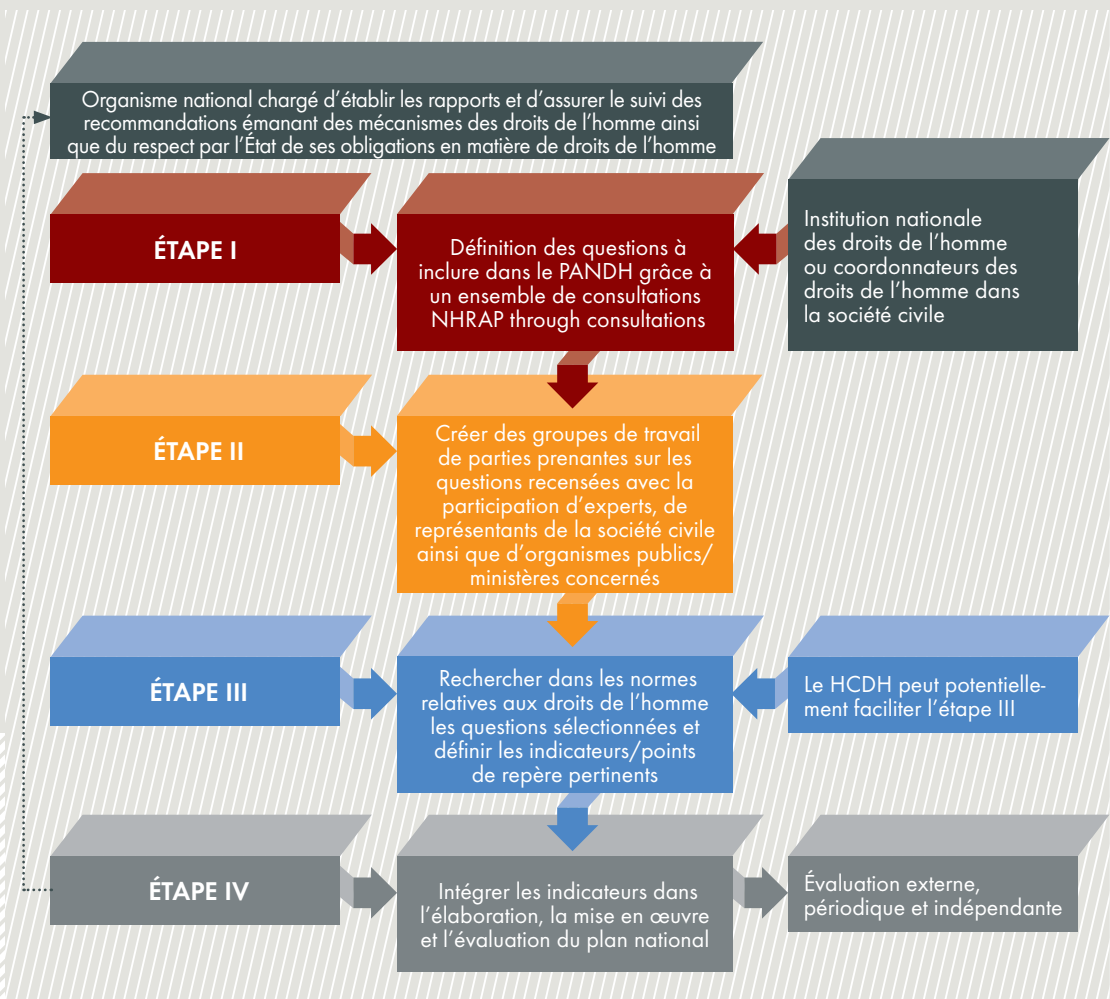 Organisme national chargé d’établir les rapports et d’assurer le suivi des
recommandations émanant des mécanismes des droits de l’homme ainsi
que du respect par l’État de ses obligations en matière de droits de l’homme
ÉTAPE I
Définition des questions à
inclure dans le PANDH grâce à
un ensemble de consultations
NHRAP through consultations
Institution nationale
des droits de l’homme
ou coordonnateurs des
droits de l’homme dans
la société civile
ÉTAPE II
Créer des groupes de travail
de parties prenantes sur les
questions recensées avec la
participation d’experts, de
représentants de la société civile
ainsi que d’organismes publics/
ministères concernés
ÉTAPE III
Rechercher dans les normes
relatives aux droits de l’homme
les questions sélectionnées et
définir les indicateurs/points
de repère pertinents
Le HCDH peut potentielle-
ment faciliter l’étape III
ÉTAPE IV
Intégrer les indicateurs dans
l’élaboration, la mise en œuvre
et l’évaluation du plan national
Évaluation externe,
périodique et indépendante